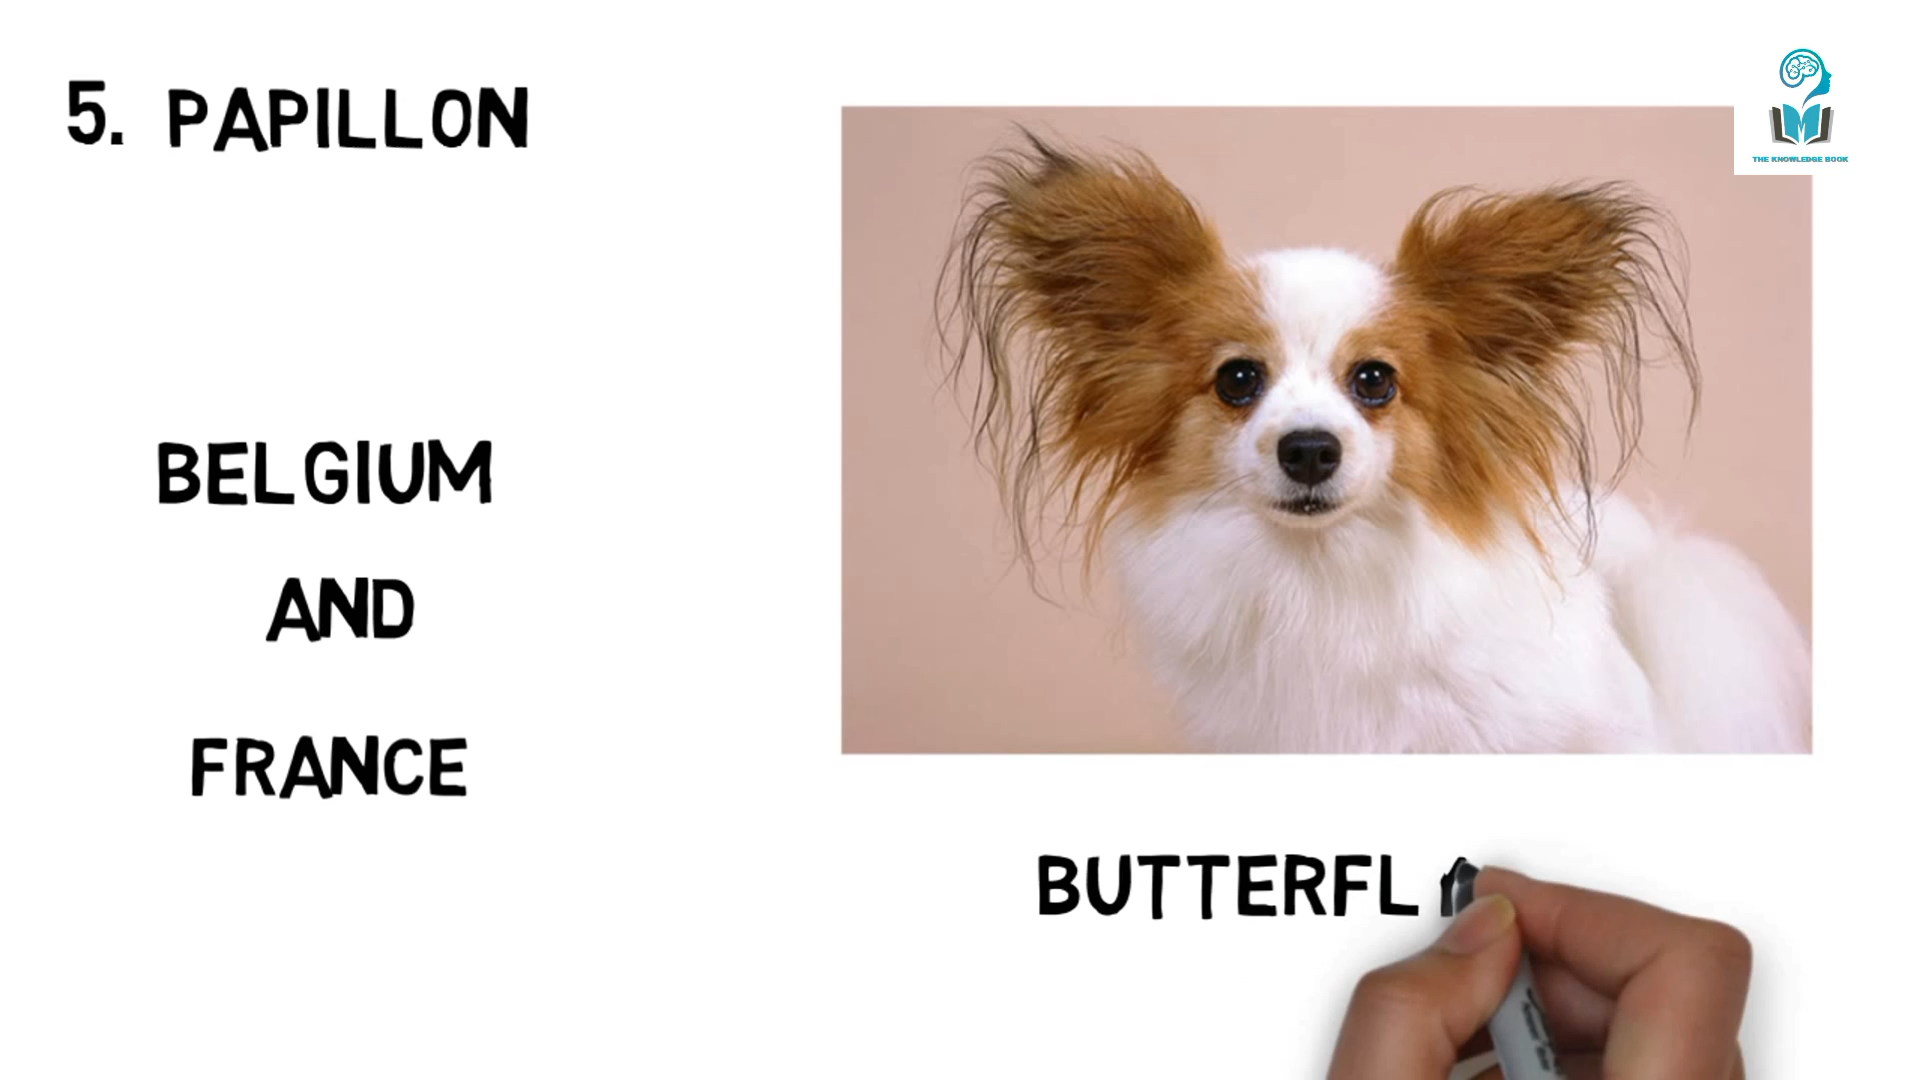 5. PAPILLON
THE KNOWLEDGE BOOK
BELGIUM
AND
FRANCE
BUTTERFL